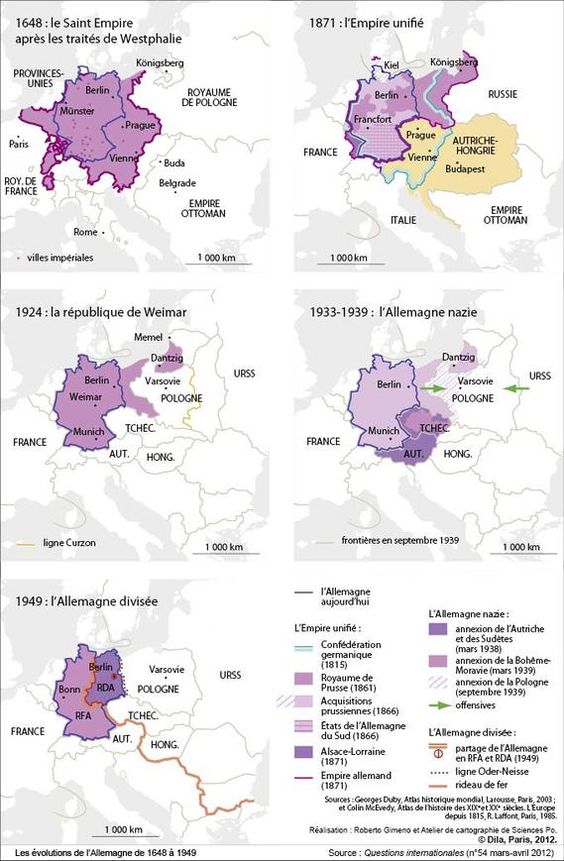 1648 : le Saint Empire
après les traités de Westphalie
Königsberg
PROVINCES-
UNIES
Berlin
ROYAUME
DE POLOGNE
Münster
Prague
Paris
Vienne
Buda
ROY. DE
FRANCE
Belgrade
EMPIRE
OTTOMAN
Rome
villes impériales
1 000 km
1871 : l'Empire unifié
Kiel
Königsberg
Berlin
RUSSIE
Francfort
Prague
AUTRICHE-
HONGRIE
FRANCE
Vienne
Budapest
ITALIE
EMPIRE
OTTOMAN
1 000 km
1924 : la république de Weimar
Memel
Dantzig
URSS
Berlin
Varsovie
Weimar
POLOGNE
Munich
TCHÉC.
FRANCE
AUT.
HONG.
ligne Curzon
1 000 km
1933-1939 : l'Allemagne nazie
Dantzig
URSS
Berlin
Varsovie
POLOGNE
Munich
TCHÉC.
FRANCE
AUT.
HONG.
frontières en septembre 1939
1 000 km
1949 : l'Allemagne divisée
Berlin
Varsovie
URSS
Bonn
RDA
POLOGNE
RFA
TCHÉC.
FRANCE
AUT.
HONG.
1 000 km
l'Allemagne
aujourd'hui
L'Empire unifié :
Confédération
germanique
(1815)
Royaume de
Prusse (1861)
Acquisitions
prussiennes (1866)
États de l'Allemagne
du Sud (1866)
Alsace-Lorraine
(1871)
Empire allemand
(1871)
L'Allemagne nazie :
annexion de l'Autriche
et des Sudètes
(mars 1938)
annexion de la Bohême-
Moravie (mars 1939)
annexion de la Pologne
(septembre 1939)
offensives
L'Allemagne divisée :
partage de l'Allemagne
en RFA et RDA (1949)
ligne Oder-Neisse
rideau de fer
Sources : Georges Duby, Atlas historique mondial, Larousse, Paris, 2003 ;
et Colin McEvedy, Atlas de l'histoire des XIXe et XXe siècles. L'Europe
depuis 1815, R. Laffont, Paris, 1985.
Réalisation : Roberto Gimeno et Atelier de cartographie de Sciences Po.
© Dila, Paris, 2012.
Les évolutions de l'Allemagne de 1648 à 1949
Source : Questions internationales (n°54 mars-avril 2012)